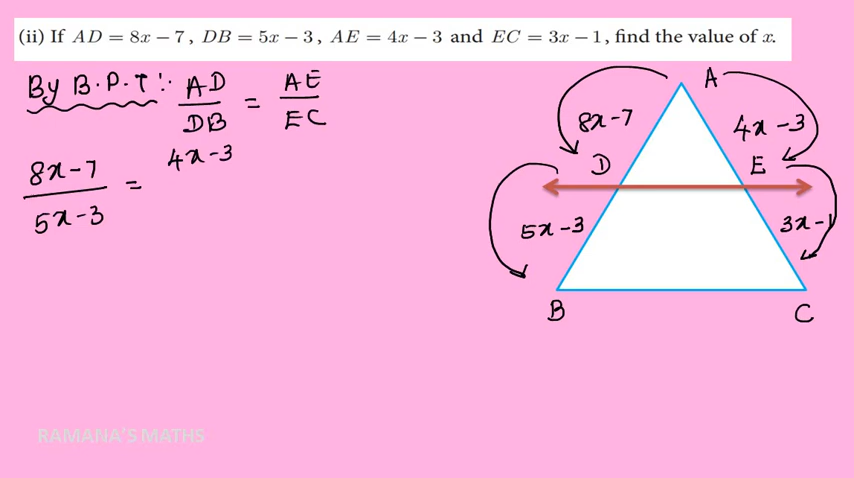 (ii) If AD = 8x − 7, DB = 5x − 3, AE = 4x − 3 and EC = 3x − 1, find the value of x.
By B.P.T: AD/DB = AE/EC
8x-7/5x-3 = 4x-3
A
8x-7
4x-3
D
E
5x-3
3x-1
B
C
RAMANA'S MATHS